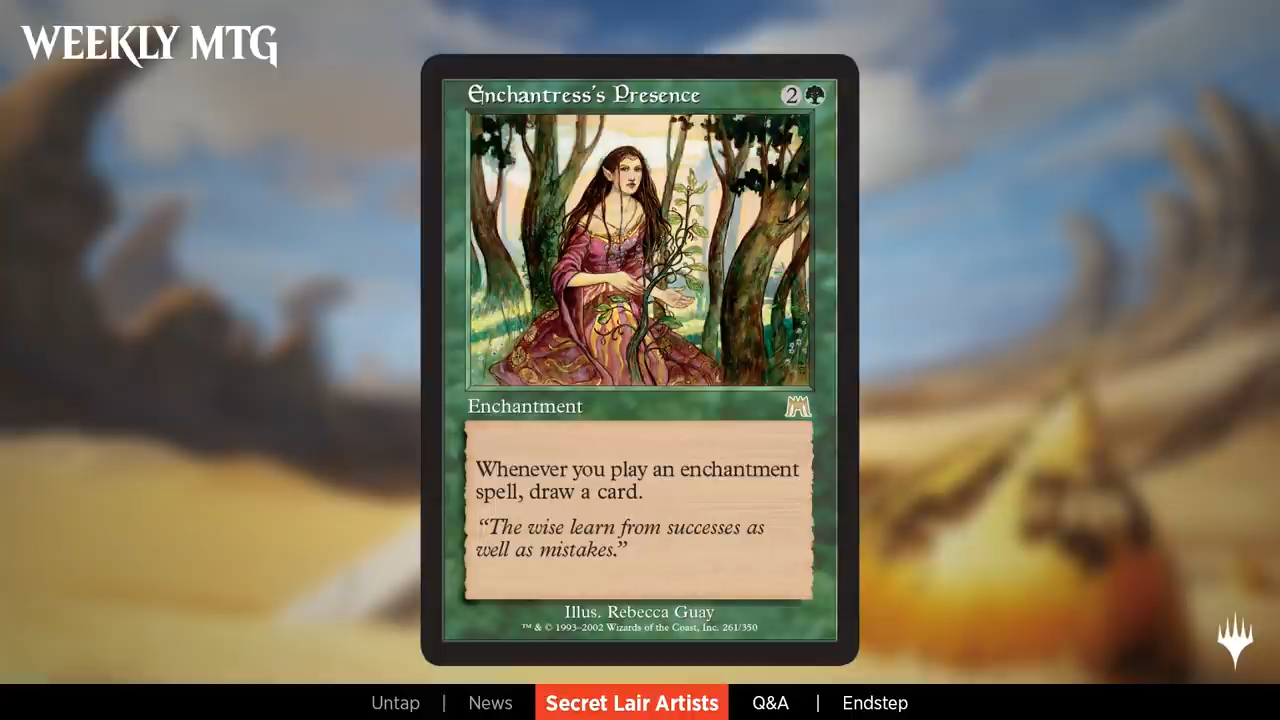 WEEKLY MTG
Enchantress's Presence 2
Enchantment
Whenever you play an enchantment
spell, draw a card.
“The wise learn from successes as
well as mistakes.”
Illus. Rebecca Guay
™ & © 1993–2002 Wizards of the Coast, Inc. 261/350
Untap | News Secret Lair Artists Q&A | Endstep